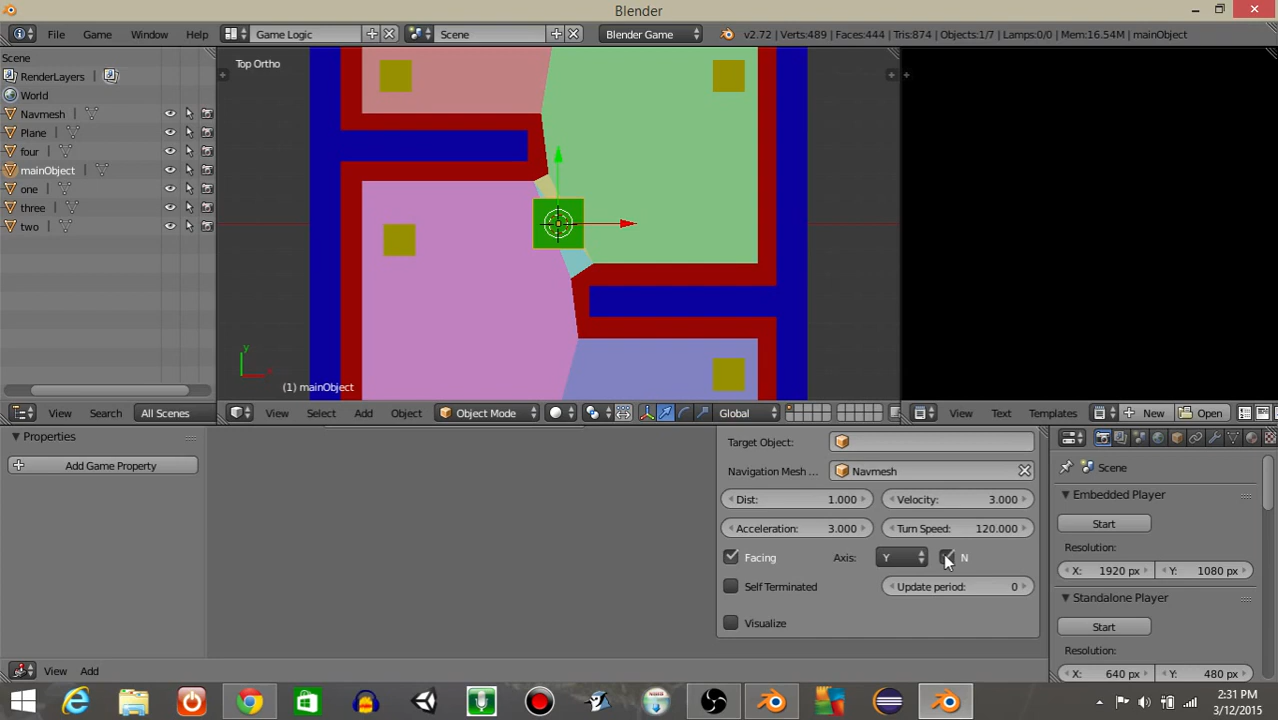 Blender
File Game Window Help Game Logic Scene Blender Game v2.72 | Verts:489 | Faces:444 | Tris:874 | Objects:1/7 | Lamps:0/0 | Mem:16.54M | mainObject
Scene
RenderLayers
World
Navmesh
Plane
four
mainObject
one
three
two
Top Ortho
y
(1) mainObject
View Search All Scenes
View Select Add Object Object Mode Global
View Text Templates New Open
Properties
Add Game Property
Target Object:
Navigation Mesh ... Navmesh
Dist: 1.000 Velocity: 3.000
Acceleration: 3.000 Turn Speed: 120.000
Facing Axis: Y N
Self Terminated Update period: 0
Visualize
Scene
Embedded Player
Start
Resolution:
X: 1920 px Y: 1080 px
Standalone Player
Start
Resolution:
X: 640 px Y: 480 px
View Add
2:31 PM
3/12/2015